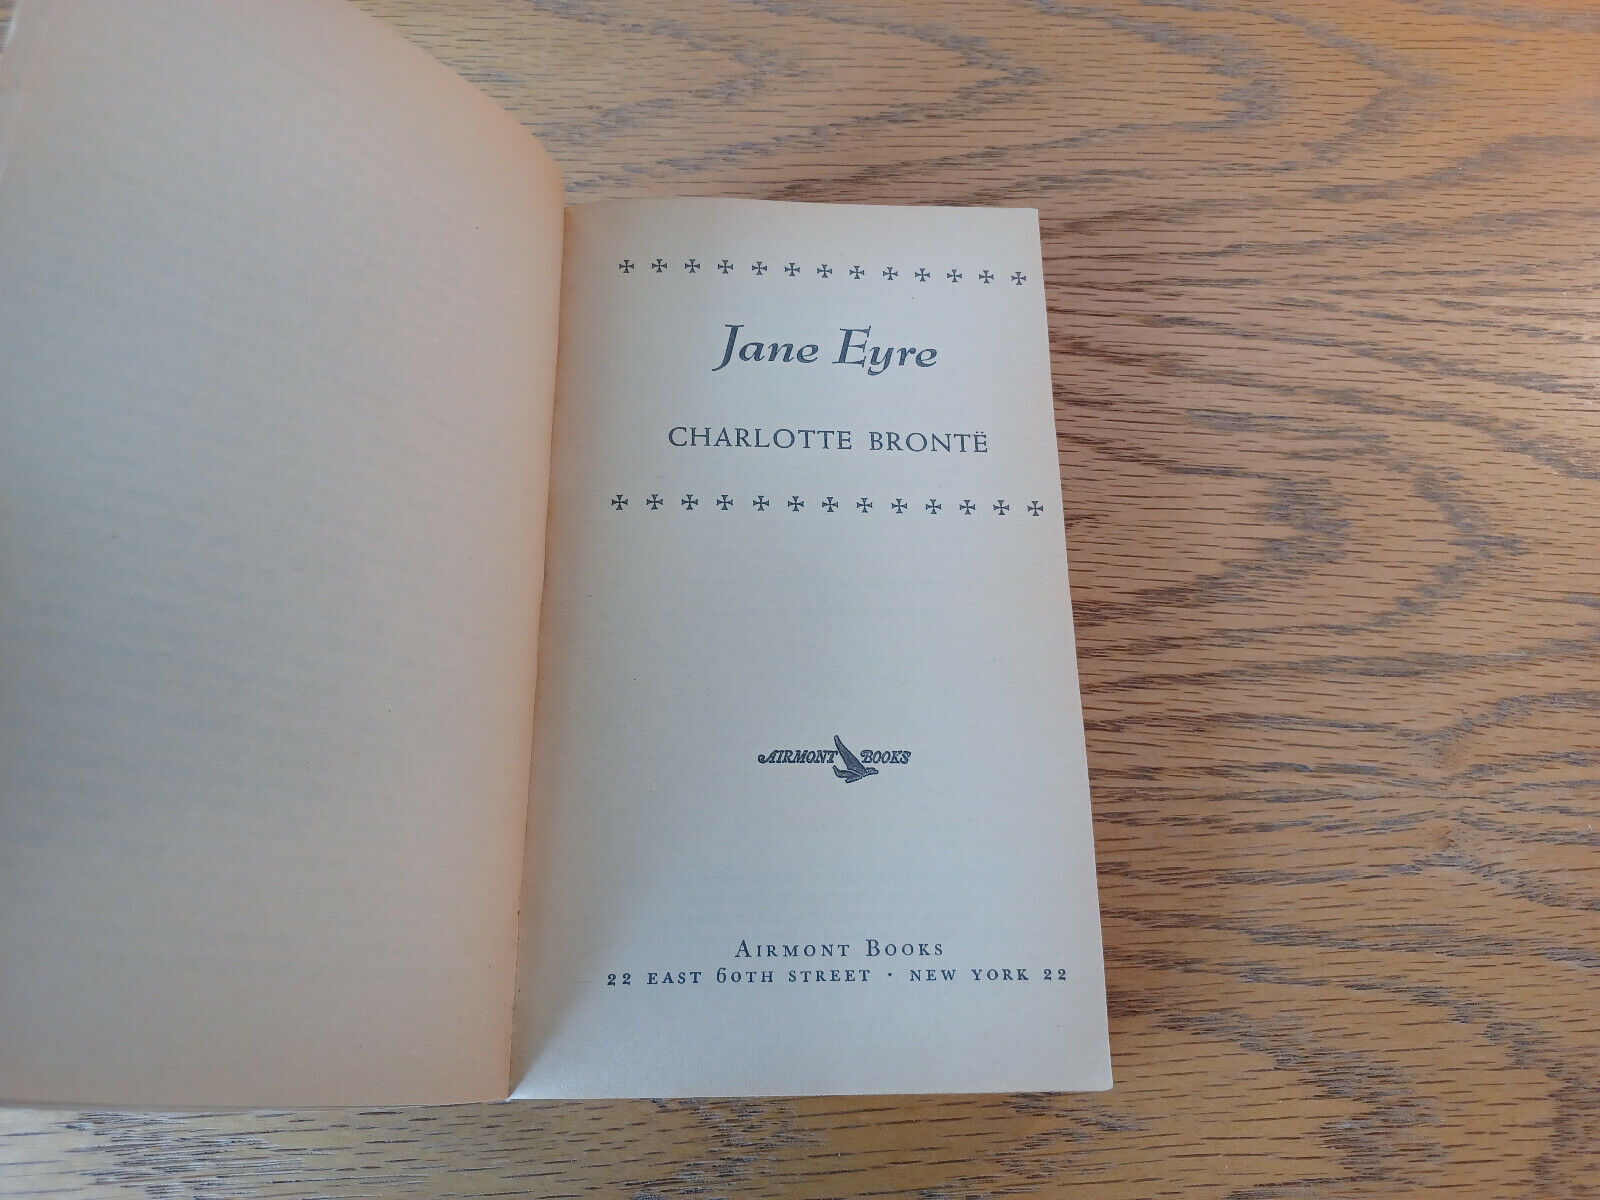 Jane Eyre
CHARLOTTE BRONTË
AIRMONT BOOKS
AIRMONT BOOKS
22 EAST 60TH STREET · NEW YORK 22